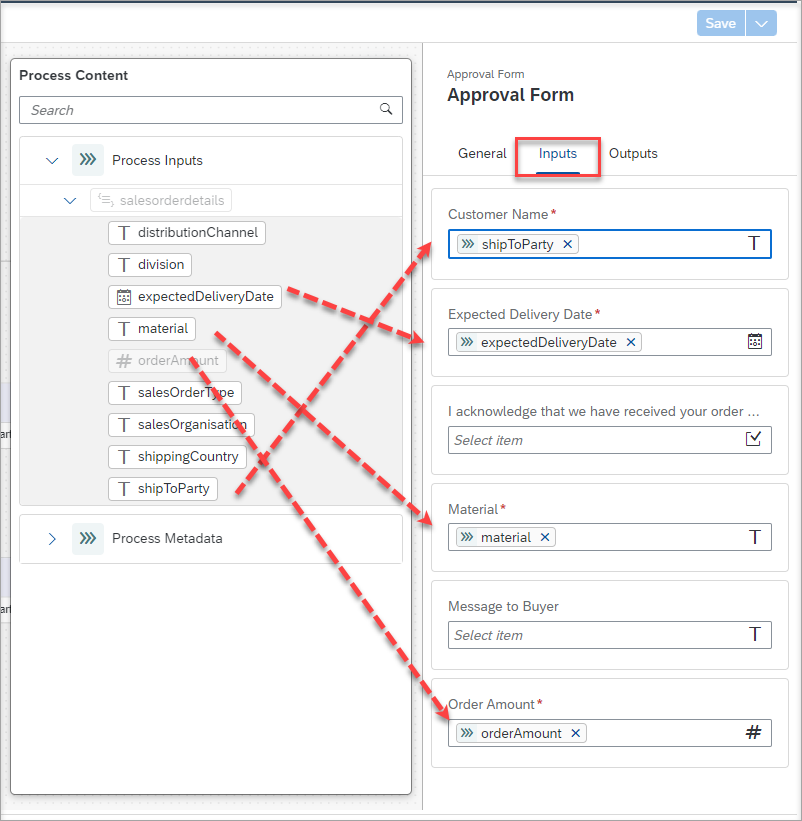 Save
Process Content
Search
Process Inputs
salesorderdetails
distributionChannel
division
expectedDeliveryDate
material
orderAmount
salesOrderType
salesOrganisation
shippingCountry
shipToParty
Process Metadata
Approval Form
Approval Form
General Inputs Outputs
Customer Name*
shipToParty
Expected Delivery Date*
expectedDeliveryDate
I acknowledge that we have received your order ...
Select item
Material*
material
Message to Buyer
Select item
Order Amount*
orderAmount